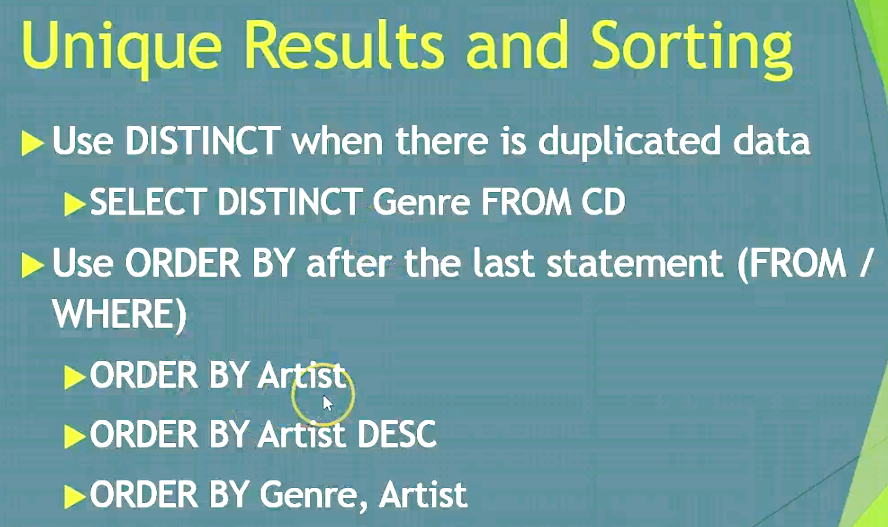 Unique Results and Sorting
Use DISTINCT when there is duplicated data
SELECT DISTINCT Genre FROM CD
Use ORDER BY after the last statement (FROM /
WHERE)
ORDER BY Artist
ORDER BY Artist DESC
ORDER BY Genre, Artist